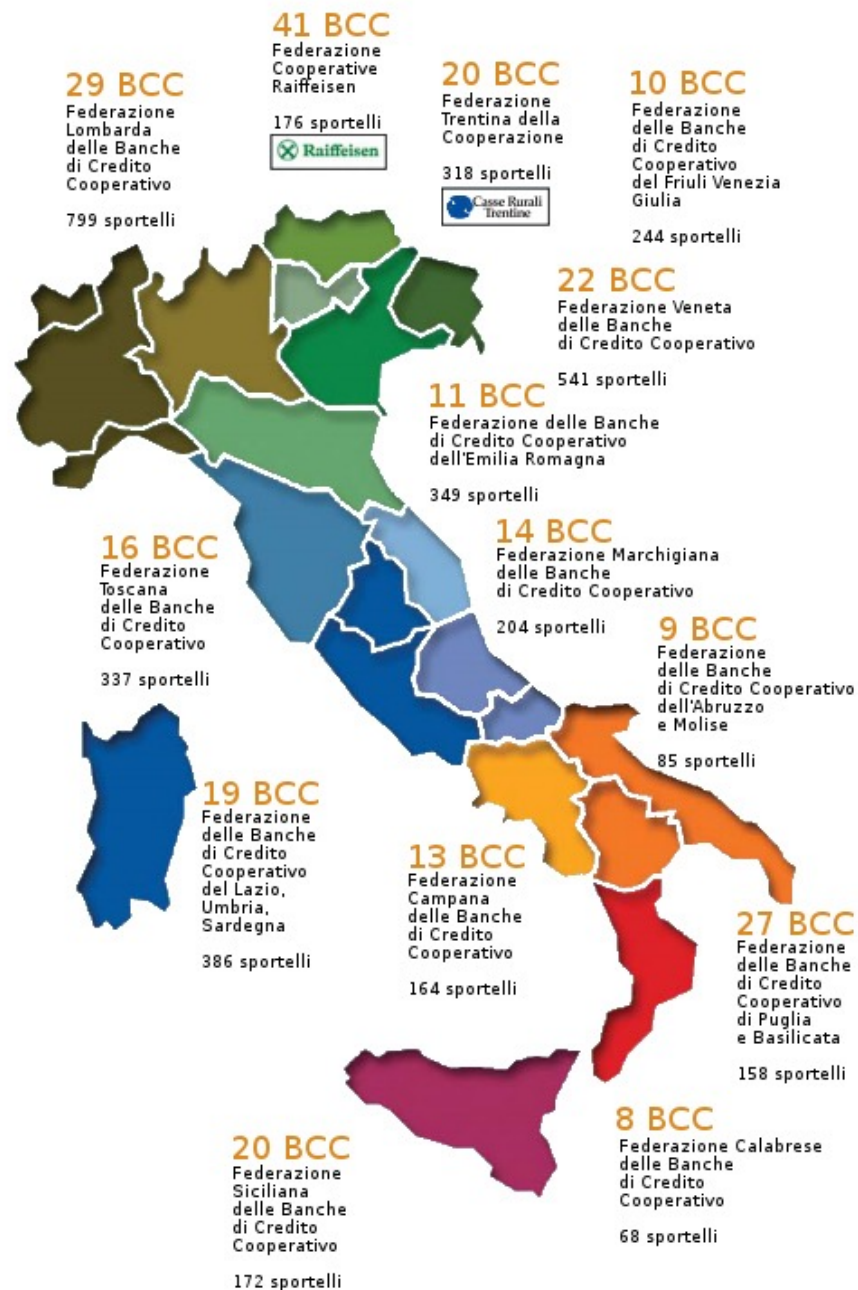 41 BCC
Federazione
Cooperative
Raiffeisen
176 sportelli
Raiffeisen
29 BCC
Federazione
Lombarda
delle Banche
di Credito
Cooperativo
799 sportelli
20 BCC
Federazione
Trentina della
Cooperazione
318 sportelli
Casse Rurali
Trentine
10 BCC
Federazione
delle Banche
di Credito
Cooperativo
del Friuli Venezia
Giulia
244 sportelli
22 BCC
Federazione Veneta
delle Banche
di Credito Cooperativo
541 sportelli
11 BCC
Federazione delle Banche
di Credito Cooperativo
dell'Emilia Romagna
349 sportelli
16 BCC
Federazione
Toscana
delle Banche
di Credito
Cooperativo
337 sportelli
14 BCC
Federazione Marchigiana
delle Banche
di Credito Cooperativo
204 sportelli
9 BCC
Federazione
delle Banche
di Credito Cooperativo
dell'Abruzzo
e Molise
85 sportelli
19 BCC
Federazione
delle Banche
di Credito
Cooperativo
del Lazio,
Umbria,
Sardegna
386 sportelli
13 BCC
Federazione
Campana
delle Banche
di Credito
Cooperativo
164 sportelli
27 BCC
Federazione
delle Banche
di Credito
Cooperativo
di Puglia
e Basilicata
158 sportelli
8 BCC
Federazione Calabrese
delle Banche
di Credito
Cooperativo
68 sportelli
20 BCC
Federazione
Siciliana
delle Banche
di Credito
Cooperativo
172 sportelli